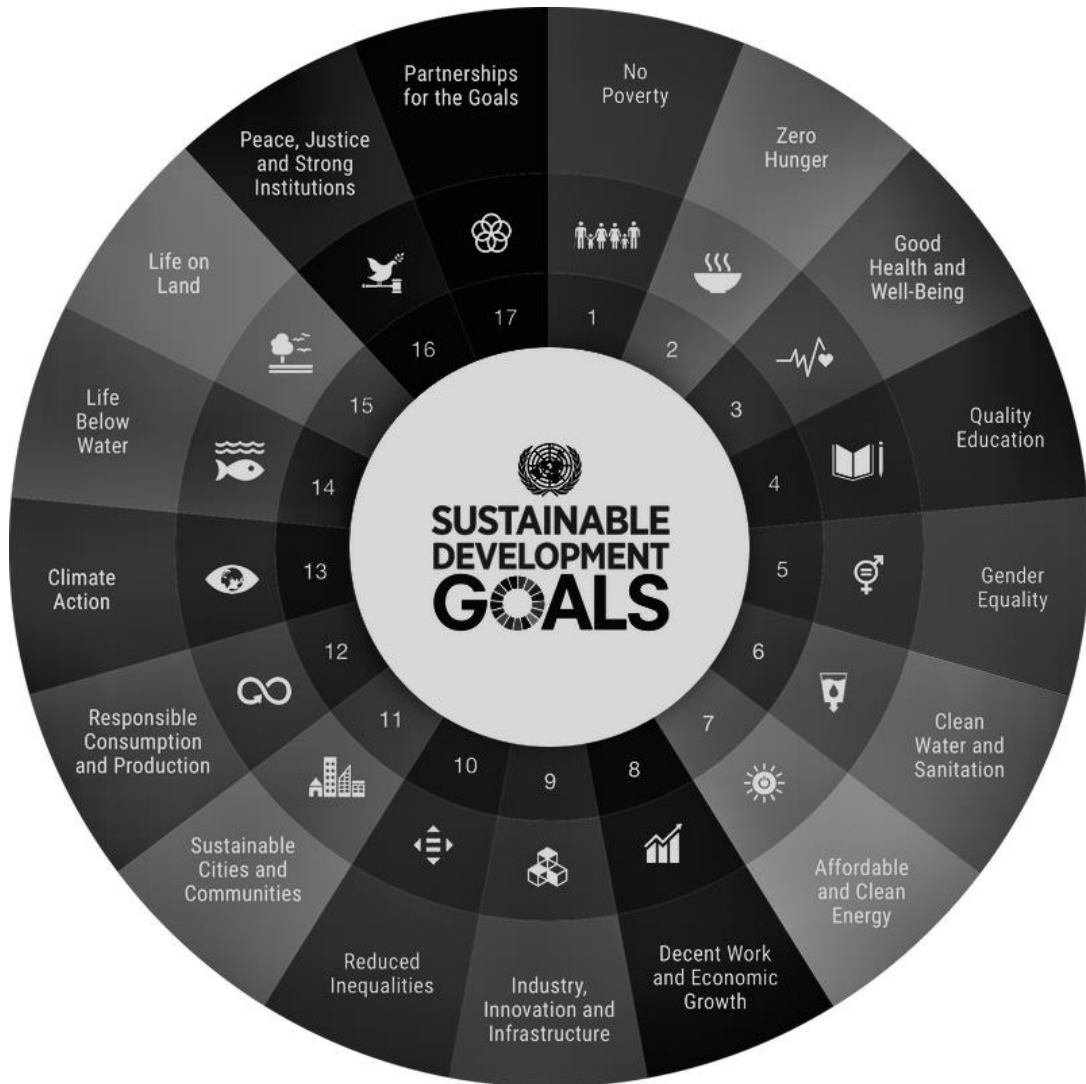 No
Poverty
1
Zero
Hunger
2
Good
Health and
Well-Being
3
Quality
Education
4
Gender
Equality
5
Clean
Water and
Sanitation
6
Affordable
and Clean
Energy
7
Decent Work
and Economic
Growth
8
Industry,
Innovation and
Infrastructure
9
Reduced
Inequalities
10
Sustainable
Cities and
Communities
11
Responsible
Consumption
and Production
12
Climate
Action
13
Life
Below
Water
14
Life on
Land
15
Peace, Justice
and Strong
Institutions
16
Partnerships
for the Goals
17
SUSTAINABLE
DEVELOPMENT
GOALS